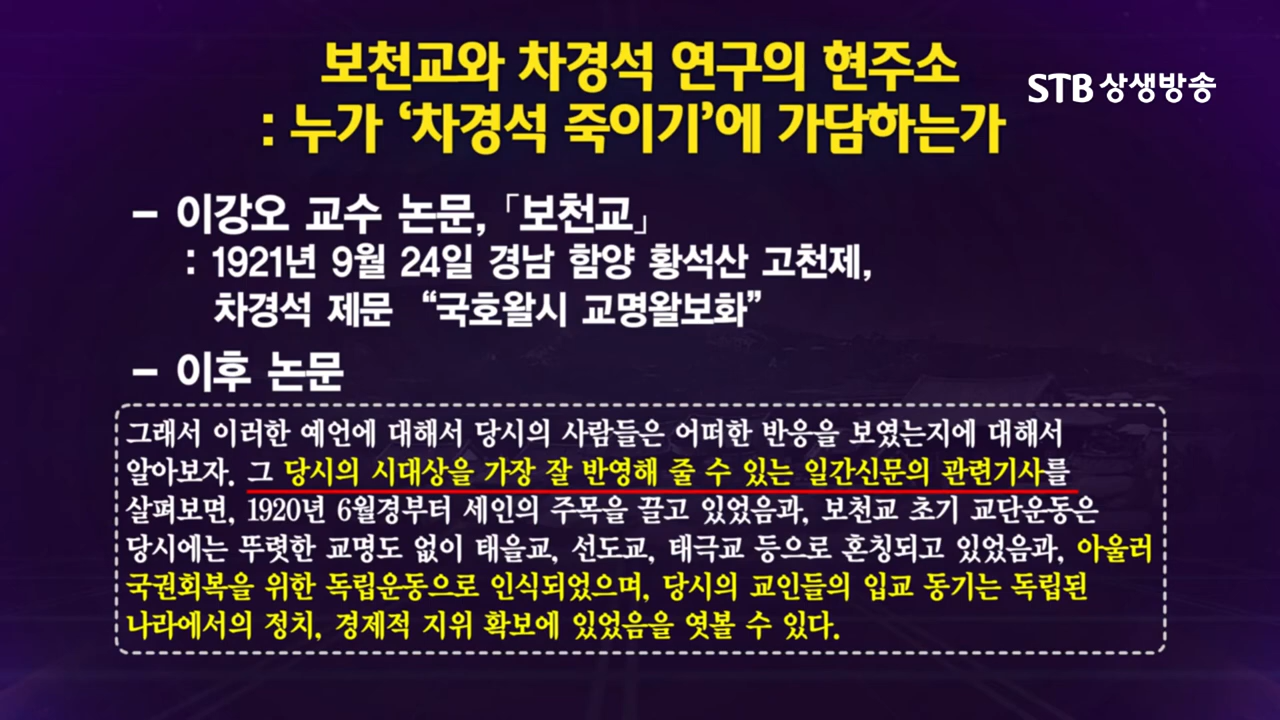 보천교와 차경석 연구의 현주소
: 누가 ‘차경석 죽이기’에 가담하는가
STB 상생방송
- 이강오 교수 논문, 「보천교」
: 1921년 9월 24일 경남 함양 황석산 고천제,
차경석 제문 “국호왈시 교명왈보화”
- 이후 논문
그래서 이러한 예언에 대해서 당시의 사람들은 어떠한 반응을 보였는지에 대해서
알아보자. 그 당시의 시대상을 가장 잘 반영해 줄 수 있는 일간신문의 관련기사를
살펴보면, 1920년 6월경부터 세인의 주목을 끌고 있었음과, 보천교 초기 교단운동은
당시에는 뚜렷한 교명도 없이 태을교, 선도교, 태극교 등으로 혼칭되고 있었음과, 아울러
국권회복을 위한 독립운동으로 인식되었으며, 당시의 교인들의 입교 동기는 독립된
나라에서의 정치, 경제적 지위 확보에 있었음을 엿볼 수 있다.